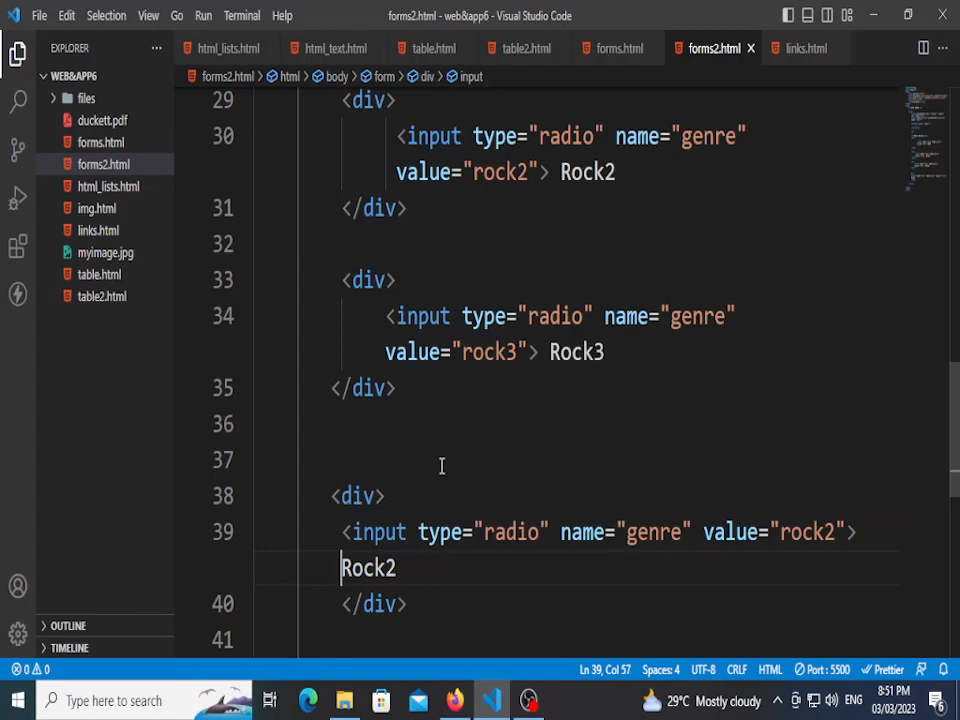 File Edit Selection View Go Run Terminal Help
forms2.html - web&app6 - Visual Studio Code
EXPLORER
html_lists.html html_text.html table.html table2.html forms.html forms2.html links.html
WEB&APP6
forms2.html > html > body > form > div > input
files
duckett.pdf
forms.html
forms2.html
html_lists.html
img.html
links.html
myimage.jpg
table.html
table2.html
29 <div>
30 <input type="radio" name="genre"
value="rock2"> Rock2
31 </div>
32
33 <div>
34 <input type="radio" name="genre"
value="rock3"> Rock3
35 </div>
36
37
38 <div>
39 <input type="radio" name="genre" value="rock2">
Rock2
40 </div>
41
OUTLINE
TIMELINE
0 0 Ln 39, Col 57 Spaces: 4 UTF-8 CRLF HTML Port : 5500 Prettier
Type here to search
29°C Mostly cloudy ENG
8:51 PM
03/03/2023
6